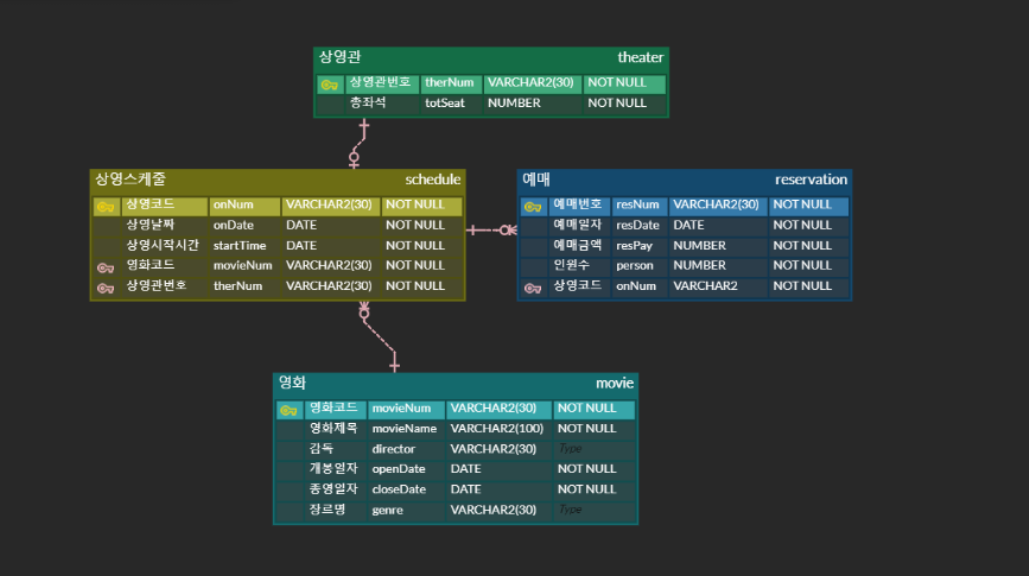 상영관 theater
상영관번호 therNum VARCHAR2(30) NOT NULL
총좌석 totSeat NUMBER NOT NULL
상영스케줄 schedule
상영코드 onNum VARCHAR2(30) NOT NULL
상영날짜 onDate DATE NOT NULL
상영시작시간 startTime DATE NOT NULL
영화코드 movieNum VARCHAR2(30) NOT NULL
상영관번호 therNum VARCHAR2(30) NOT NULL
예매 reservation
예매번호 resNum VARCHAR2(30) NOT NULL
예매일자 resDate DATE NOT NULL
예매금액 resPay NUMBER NOT NULL
인원수 person NUMBER NOT NULL
상영코드 onNum VARCHAR2 NOT NULL
영화 movie
영화코드 movieNum VARCHAR2(30) NOT NULL
영화제목 movieName VARCHAR2(100) NOT NULL
감독 director VARCHAR2(30) Type
개봉일자 openDate DATE NOT NULL
종영일자 closeDate DATE NOT NULL
장르명 genre VARCHAR2(30) Type